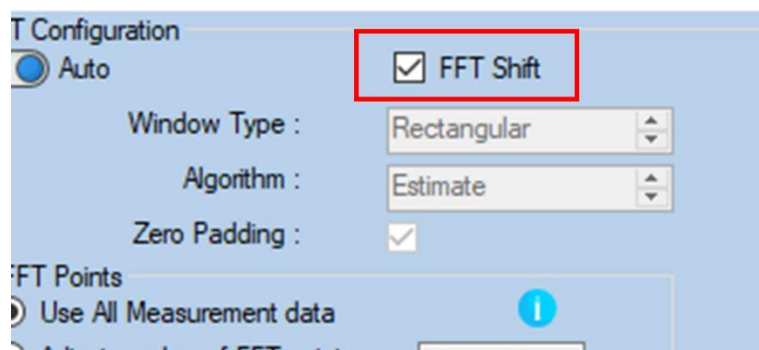 T Configuration
Auto FFT Shift
Window Type : Rectangular
Algorithm : Estimate
Zero Padding :
FFT Points
Use All Measurement data